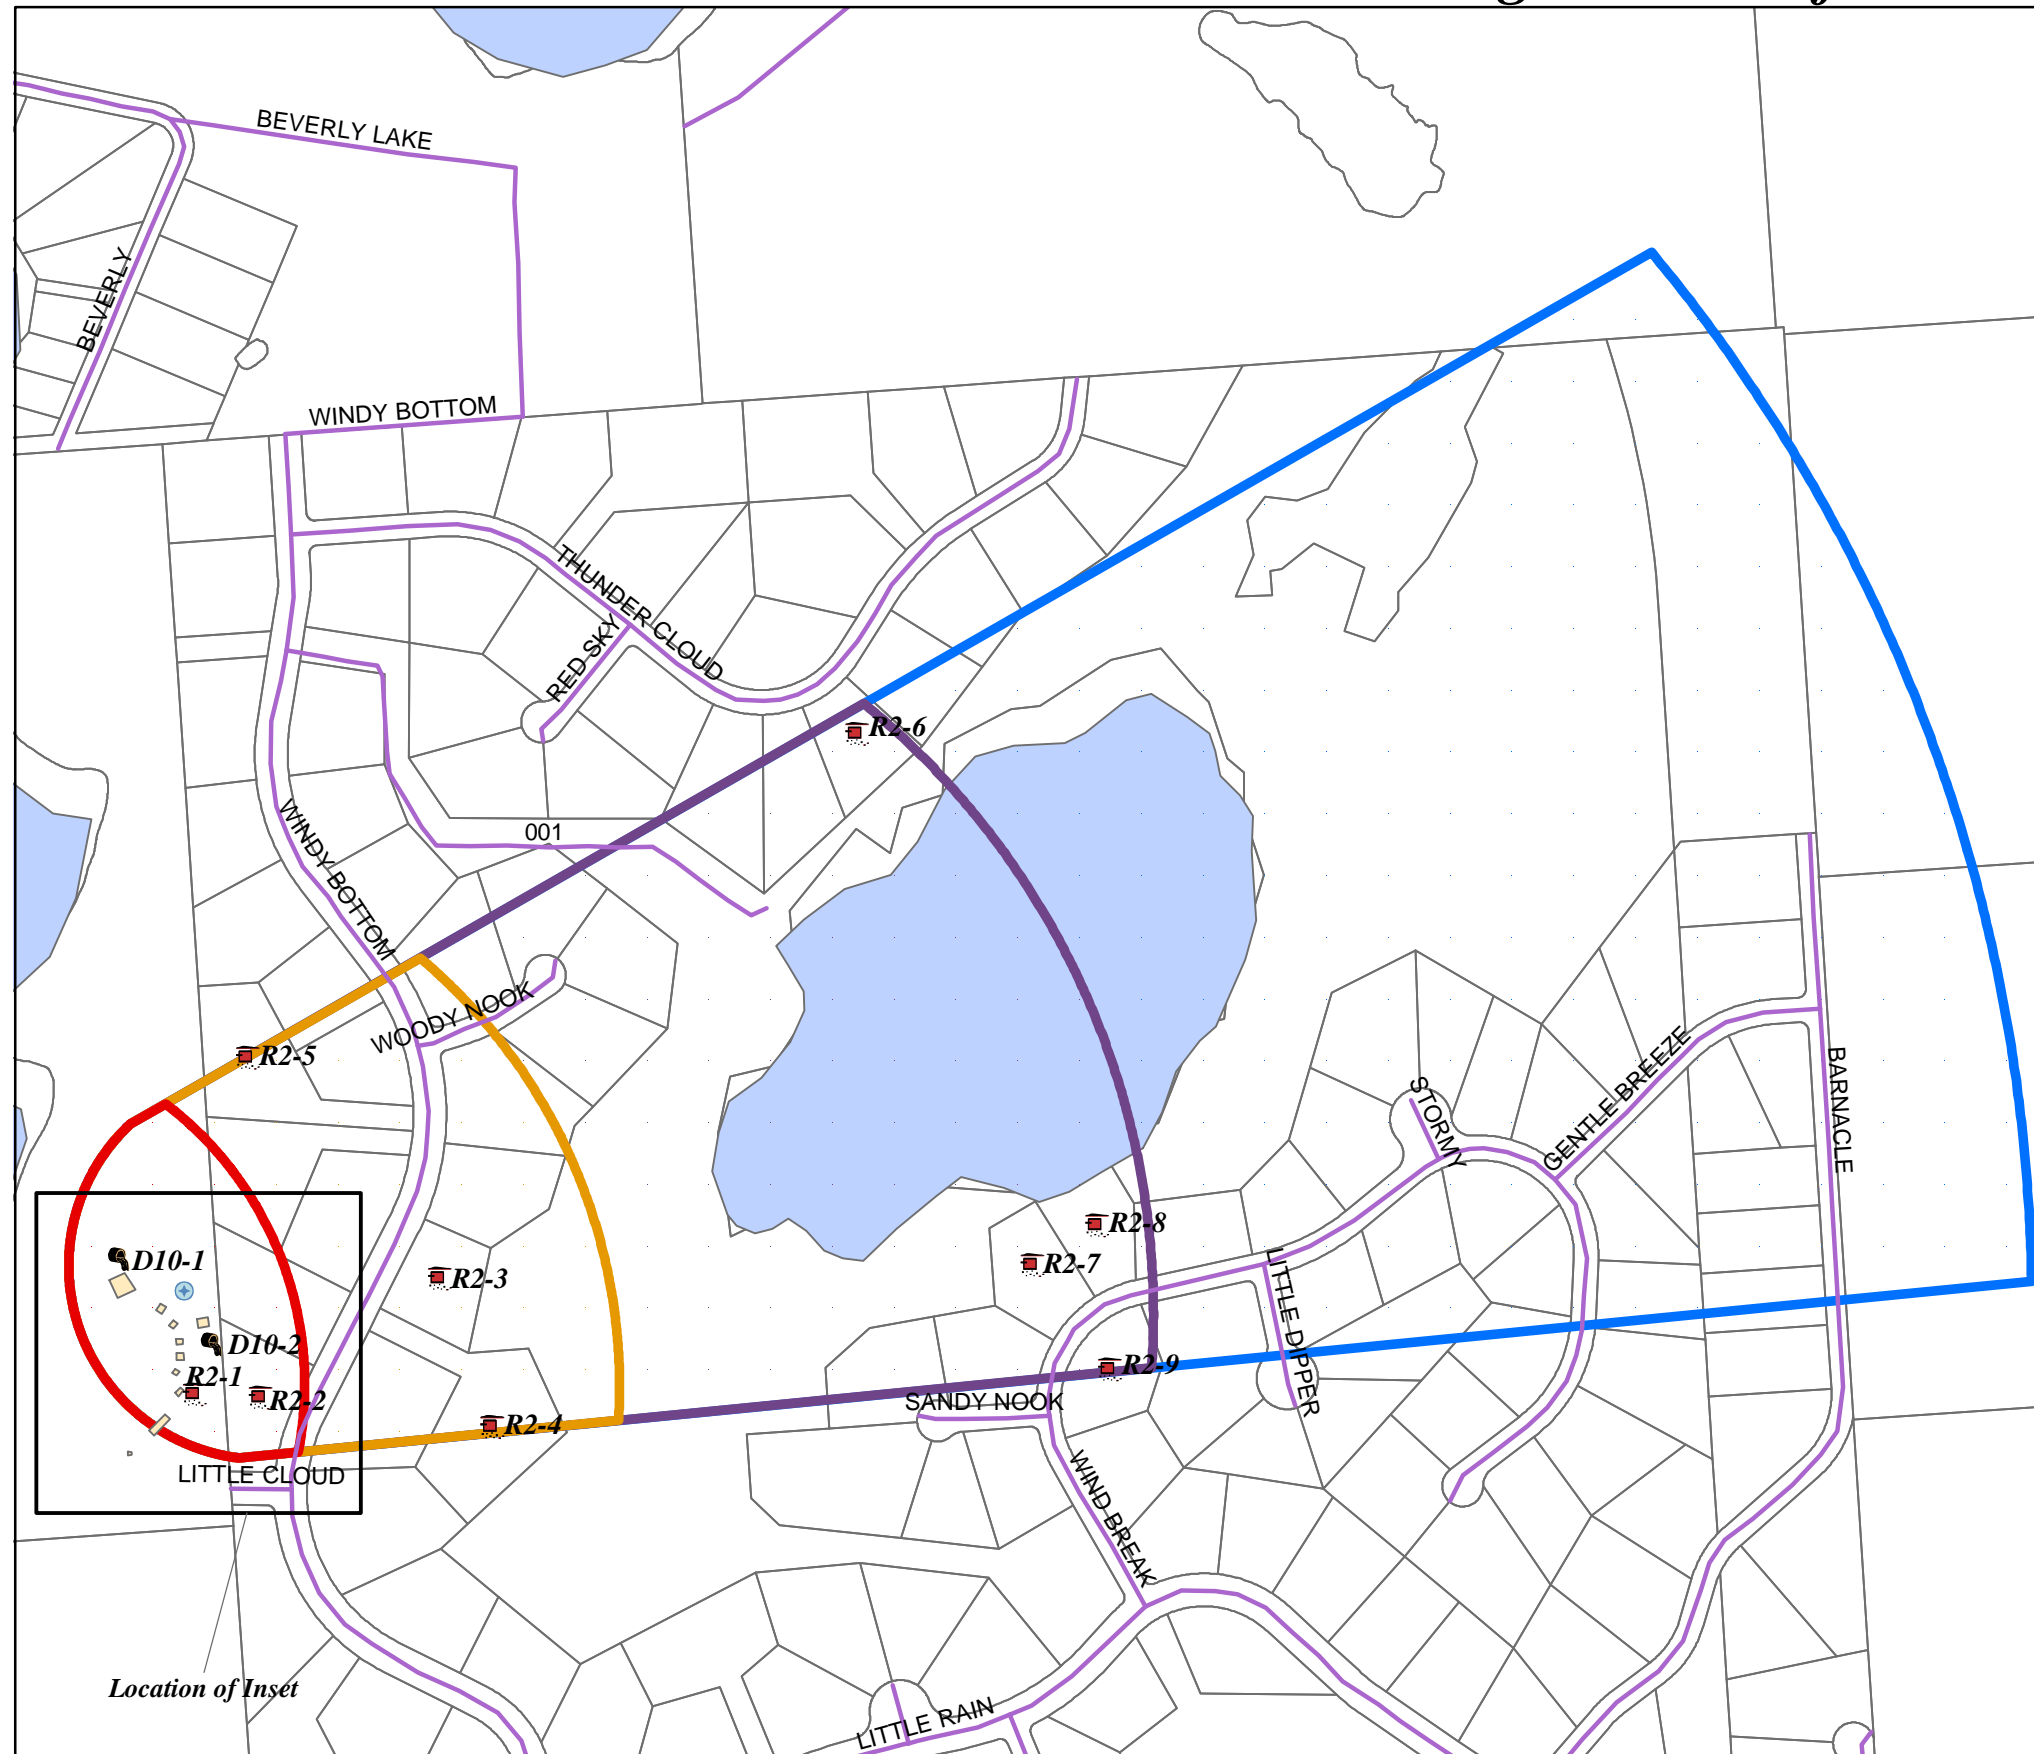 BEVERLY LAKE
BEVERLY
WINDY BOTTOM
THUNDER CLOUD
RED SKY
R2-6
001
WINDY BOTTOM
WOODY NOOK
R2-5
STORMY
GENTLE BREEZE
BARNACLE
R2-8
R2-7
D10-1
R2-3
LITTLE DIPPER
D10-2
R2-9
R2-1
R2-2
SANDY NOOK
R2-4
LITTLE CLOUD
WIND BREAK
Location of Inset
LITTLE RAIN